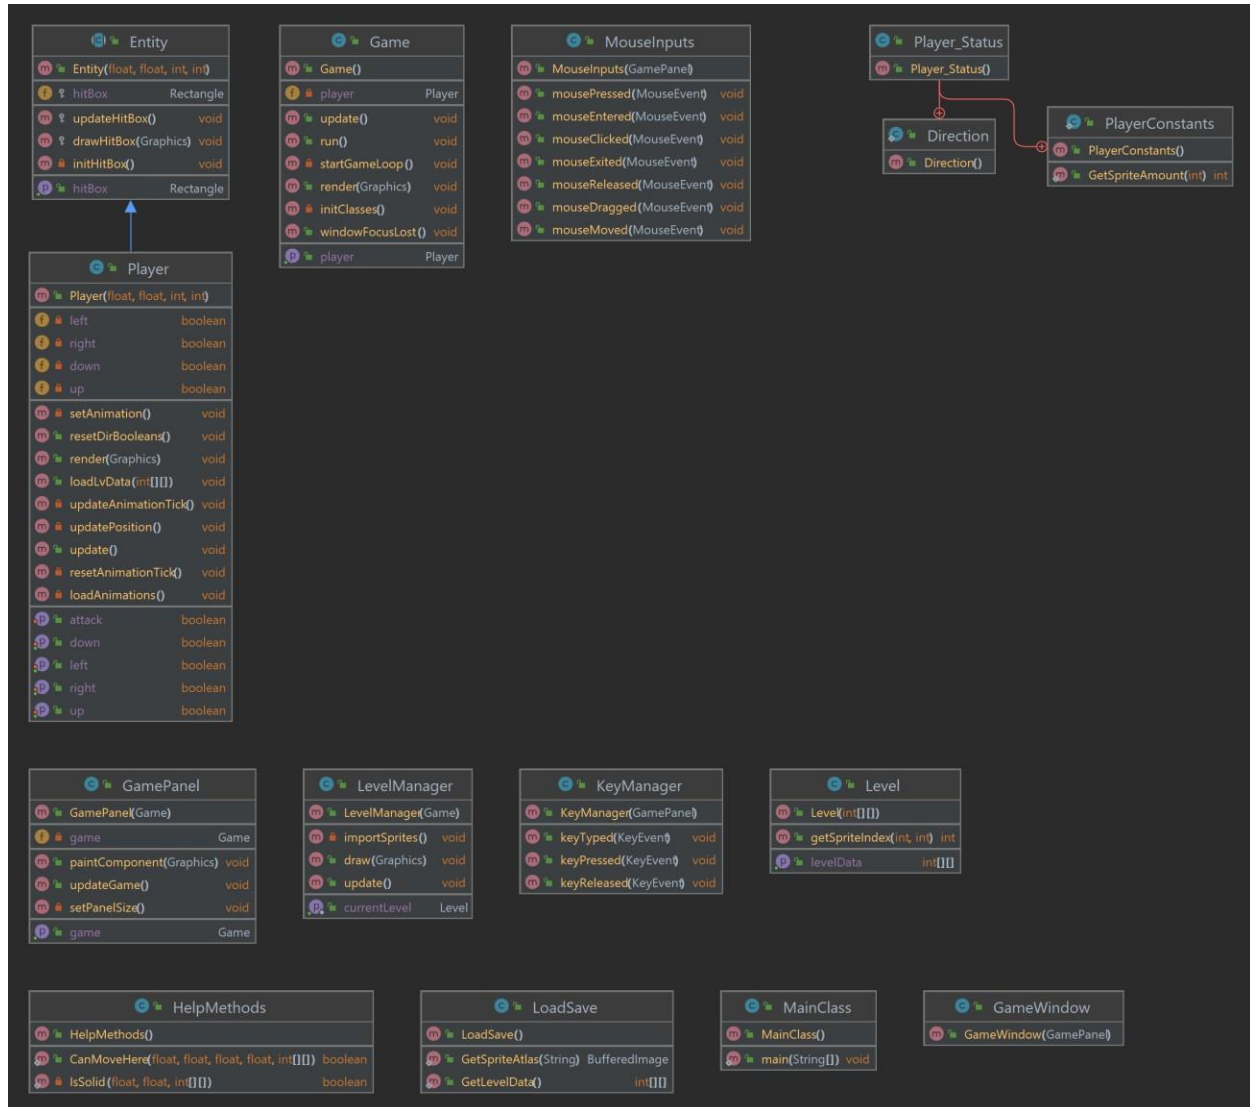 Entity
Entity(float, float, int, int)
hitBox Rectangle
updateHitBox() void
drawHitBox(Graphics) void
initHitBox() void
hitBox Rectangle
Game
Game()
player Player
update() void
run() void
startGameLoop() void
render(Graphics) void
initClasses() void
windowFocusLost() void
player Player
MouseInputs
MouseInputs(GamePanel)
mousePressed(MouseEvent) void
mouseEntered(MouseEvent) void
mouseClicked(MouseEvent) void
mouseExited(MouseEvent) void
mouseReleased(MouseEvent) void
mouseDragged(MouseEvent) void
mouseMoved(MouseEvent) void
Player_Status
Player_Status()
Direction
Direction()
PlayerConstants
PlayerConstants()
GetSpriteAmount(int) int
Player
Player(float, float, int, int)
left boolean
right boolean
down boolean
up boolean
setAnimation() void
resetDirBooleans() void
render(Graphics) void
loadLvData(int[][]) void
updateAnimationTick() void
updatePosition() void
update() void
resetAnimationTick() void
loadAnimations() void
attack boolean
down boolean
left boolean
right boolean
up boolean
GamePanel
GamePanel(Game)
game Game
paintComponent(Graphics) void
updateGame() void
setPanelSize() void
game Game
LevelManager
LevelManager(Game)
importSprites() void
draw(Graphics) void
update() void
currentLevel Level
KeyManager
KeyManager(GamePanel)
keyTyped(KeyEvent) void
keyPressed(KeyEvent) void
keyReleased(KeyEvent) void
Level
Level(int[][])
getSpriteIndex(int, int) int
levelData int[][]
HelpMethods
HelpMethods()
CanMoveHere(float, float, float, float, int[][]) boolean
IsSolid(float, float, int[][]) boolean
LoadSave
LoadSave()
GetSpriteAtlas(String) BufferedImage
GetLevelData() int[][]
MainClass
MainClass()
main(String[]) void
GameWindow
GameWindow(GamePanel)